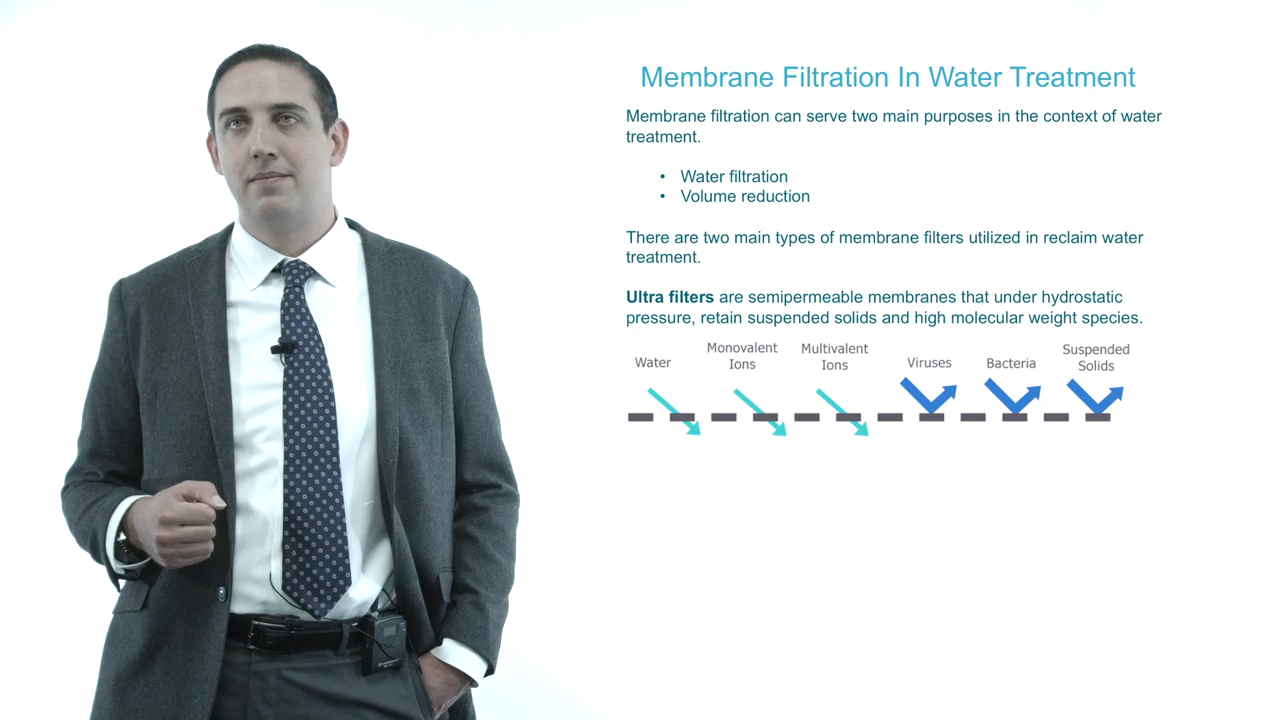 Membrane Filtration In Water Treatment
Membrane filtration can serve two main purposes in the context of water
treatment.
• Water filtration
• Volume reduction
There are two main types of membrane filters utilized in reclaim water
treatment.
Ultra filters are semipermeable membranes that under hydrostatic
pressure, retain suspended solids and high molecular weight species.
Water
Monovalent
Ions
Multivalent
Ions
Viruses
Bacteria
Suspended
Solids